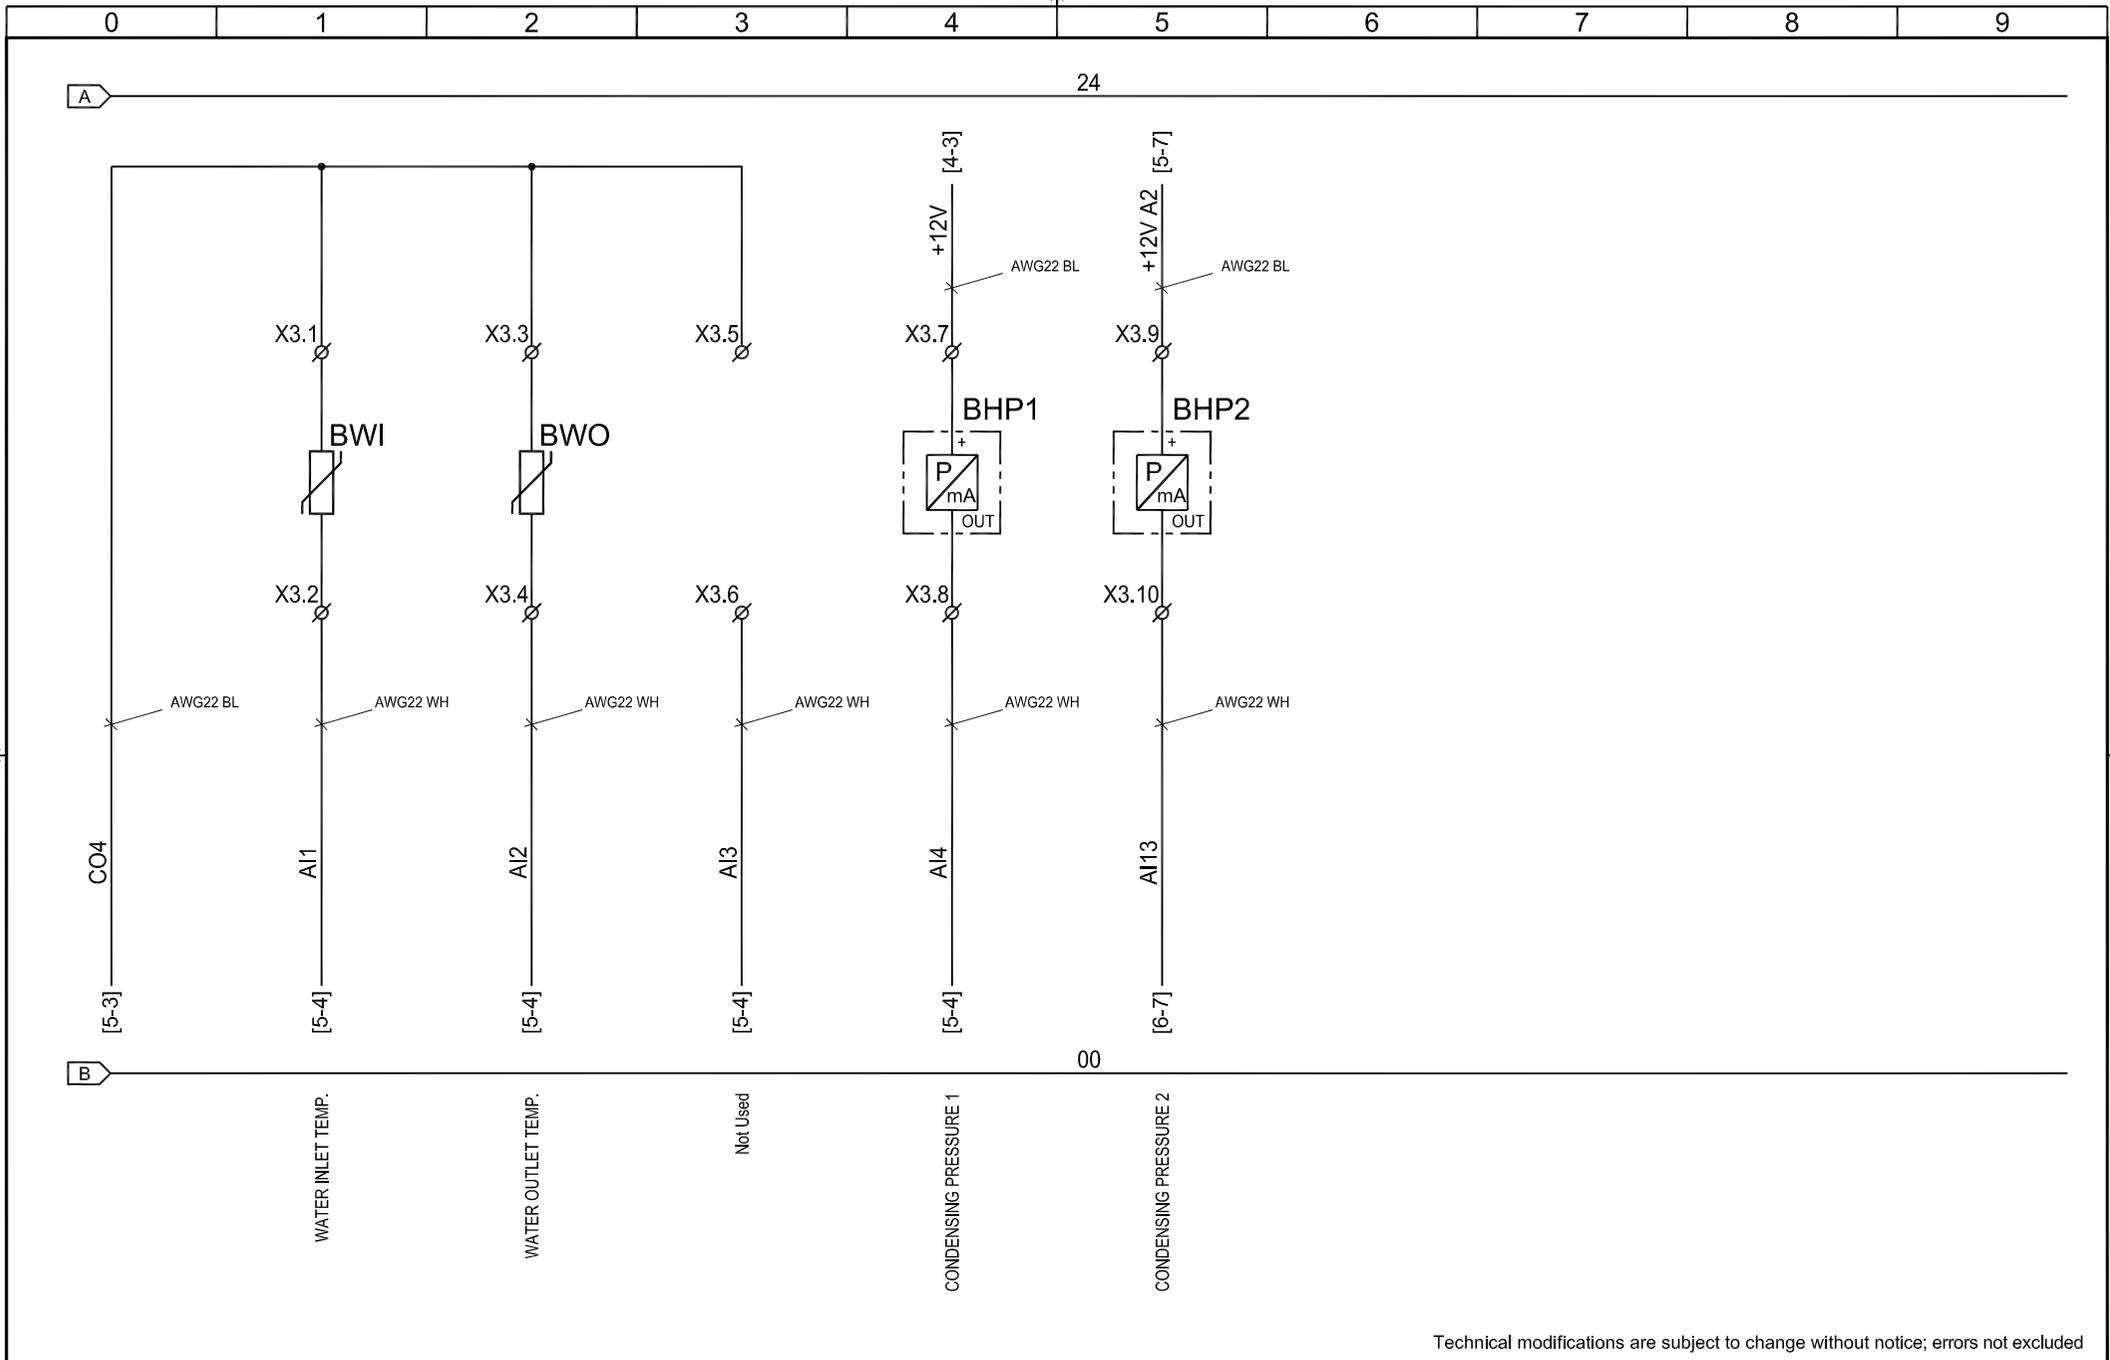 0 1 2 3 4 5 6 7 8 9
A
24
[4-3]
[5-7]
+12V
+12V A2
AWG22 BL
AWG22 BL
X3.1
X3.3
X3.5
X3.7
X3.9
BWI
BWO
BHP1
BHP2
+
P
mA
OUT
+
P
mA
OUT
X3.2
X3.4
X3.6
X3.8
X3.10
AWG22 BL
AWG22 WH
AWG22 WH
AWG22 WH
AWG22 WH
AWG22 WH
CO4
AI1
AI2
AI3
AI4
AI13
[5-3]
[5-4]
[5-4]
[5-4]
[5-4]
[6-7]
B
00
WATER INLET TEMP.
WATER OUTLET TEMP.
Not Used
CONDENSING PRESSURE 1
CONDENSING PRESSURE 2
Technical modifications are subject to change without notice; errors not excluded